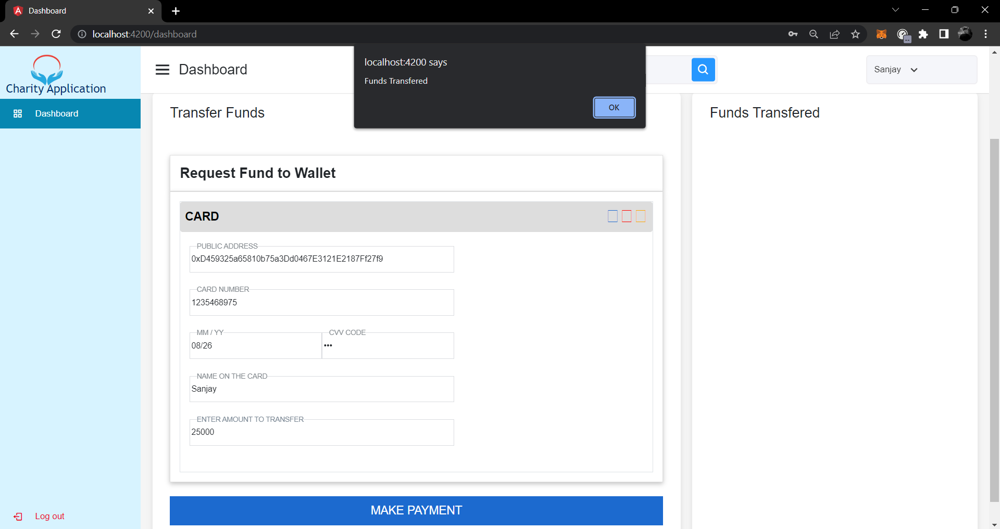 Dashboard
localhost:4200/dashboard
localhost:4200 says
Funds Transfered
OK
Charity Application
Dashboard
Sanjay
Dashboard
Transfer Funds
Funds Transfered
Request Fund to Wallet
CARD
PUBLIC ADDRESS
0xD459325a65810b75a3Dd0467E3121E2187Ff27f9
CARD NUMBER
1235468975
MM / YY
CVV CODE
08/26
•••
NAME ON THE CARD
Sanjay
ENTER AMOUNT TO TRANSFER
25000
MAKE PAYMENT
Log out